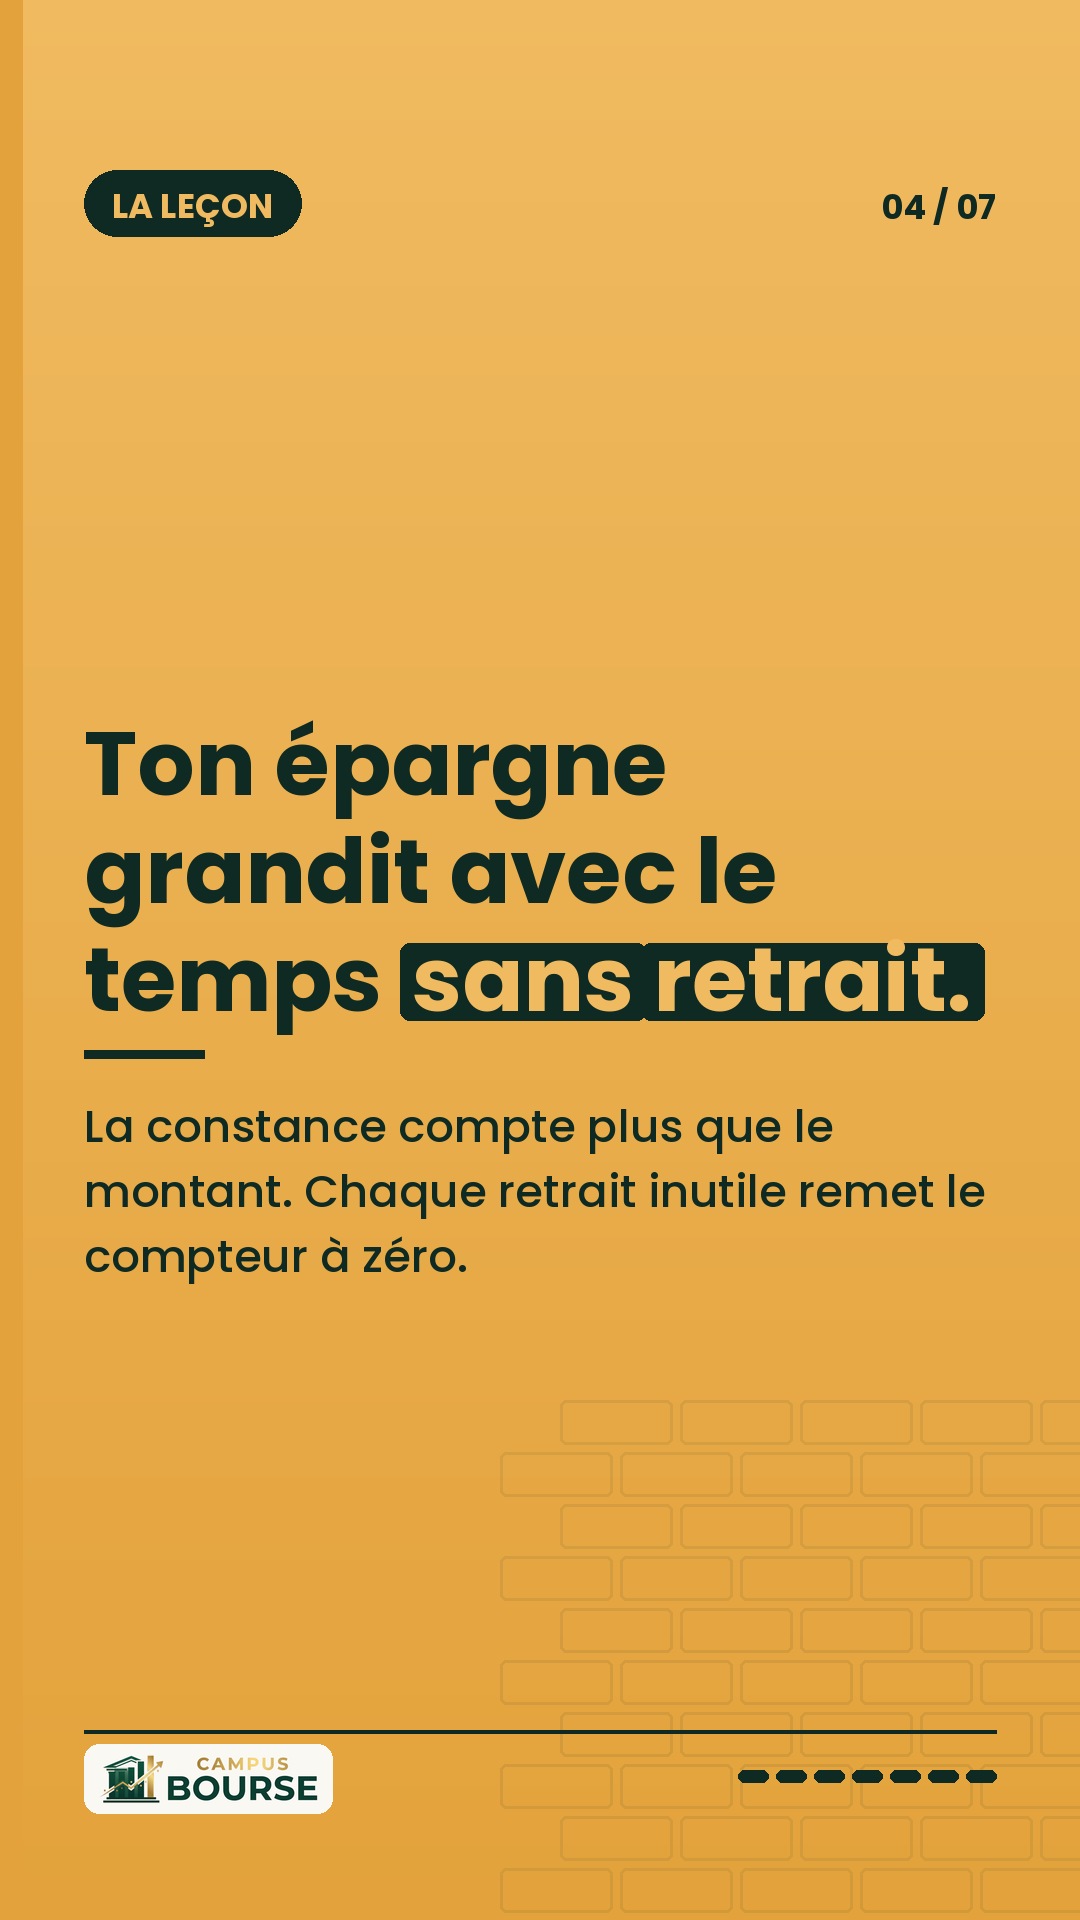 LA LEÇON
04 / 07
Ton épargne
grandit avec le
temps sans retrait.
La constance compte plus que le
montant. Chaque retrait inutile remet le
compteur à zéro.
CAMPUS
BOURSE